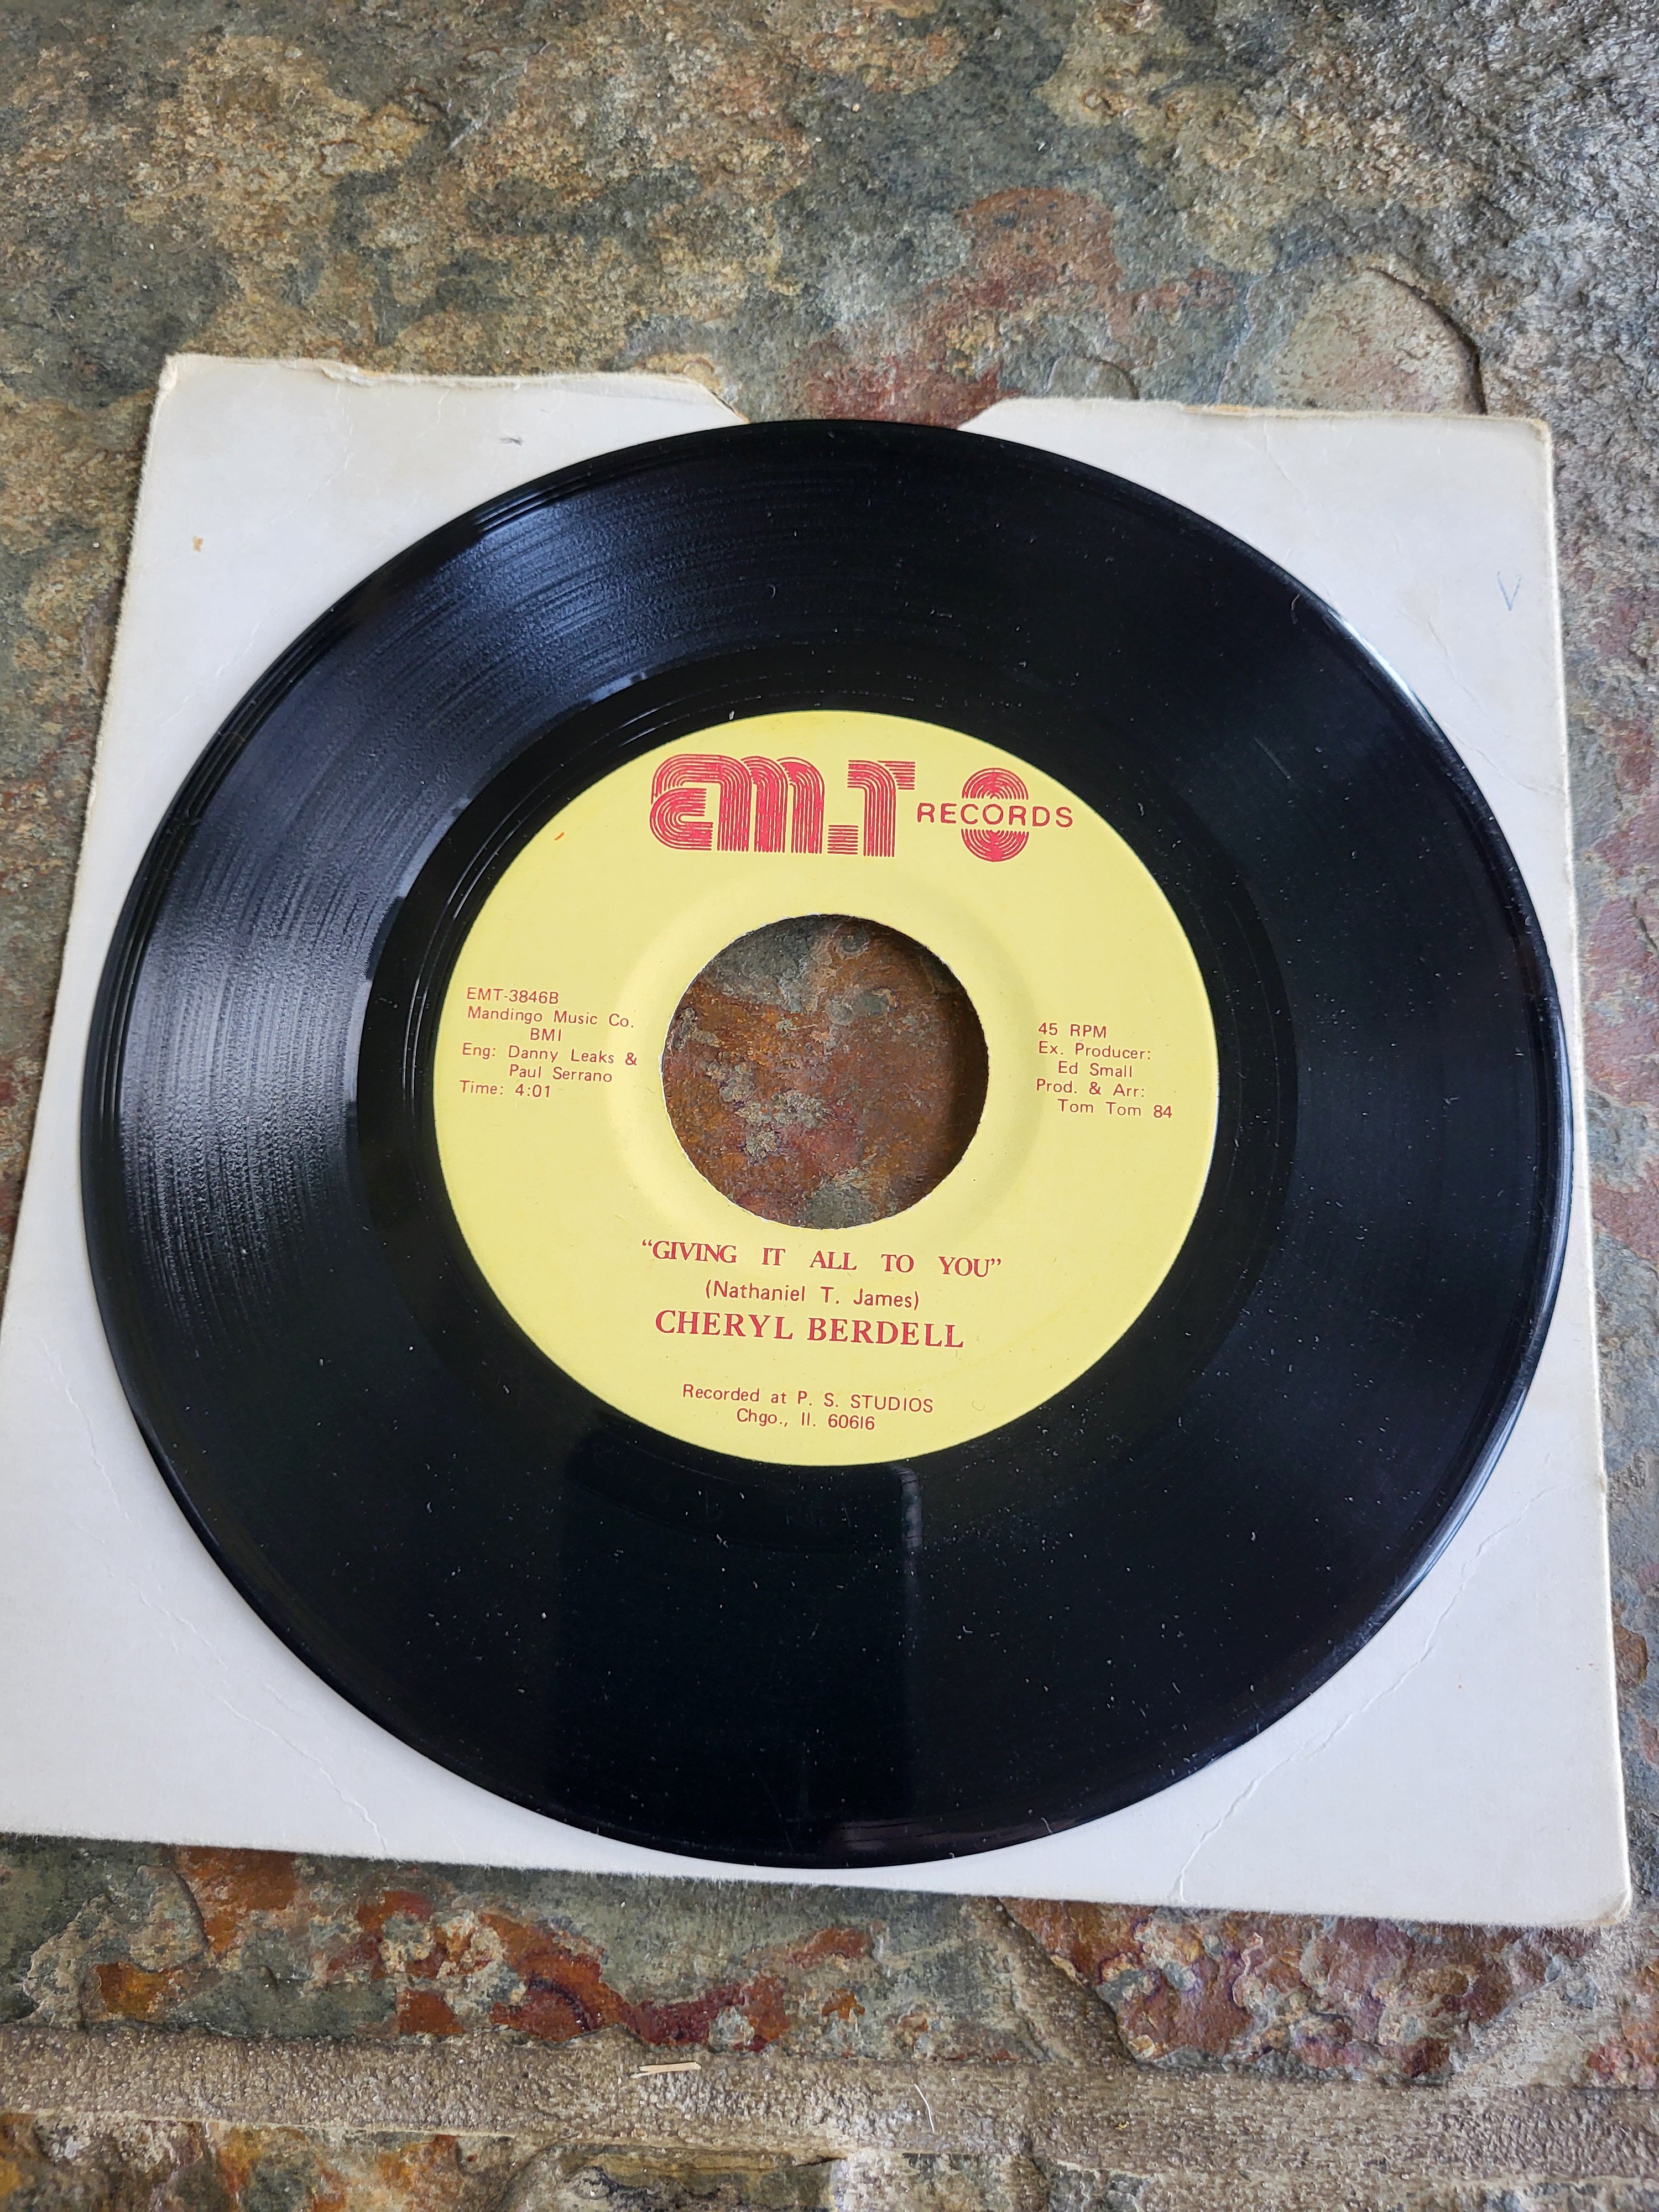 EM.T RECORDS
EMT-3846B
Mandingo Music Co.
BMI
Eng: Danny Leaks &
Paul Serrano
Time: 4:01
45 RPM
Ex. Producer:
Ed Small
Prod. & Arr:
Tom Tom 84
“GIVING IT ALL TO YOU”
(Nathaniel T. James)
CHERYL BERDELL
Recorded at P. S. STUDIOS
Chgo., Il. 60616
V